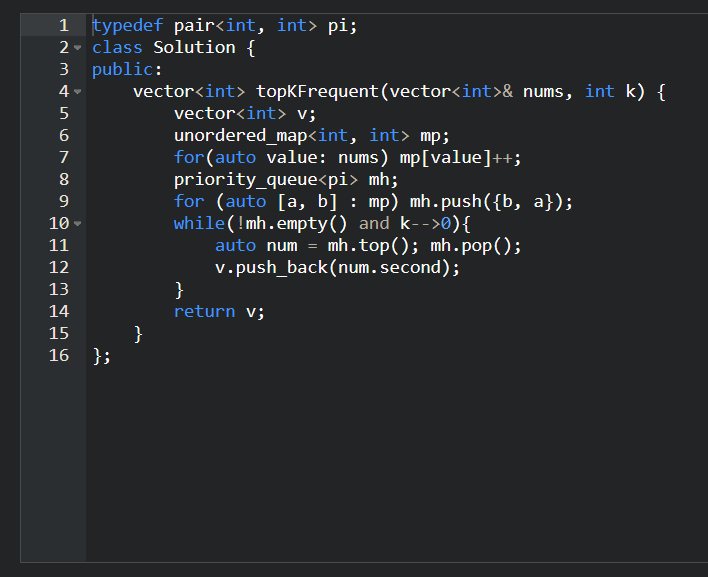 1 typedef pair<int, int> pi;
2 class Solution {
3 public:
4     vector<int> topKFrequent(vector<int>& nums, int k) {
5         vector<int> v;
6         unordered_map<int, int> mp;
7         for(auto value: nums) mp[value]++;
8         priority_queue<pi> mh;
9         for (auto [a, b] : mp) mh.push({b, a});
10         while(!mh.empty() and k-->0){
11             auto num = mh.top(); mh.pop();
12             v.push_back(num.second);
13         }
14         return v;
15     }
16 };